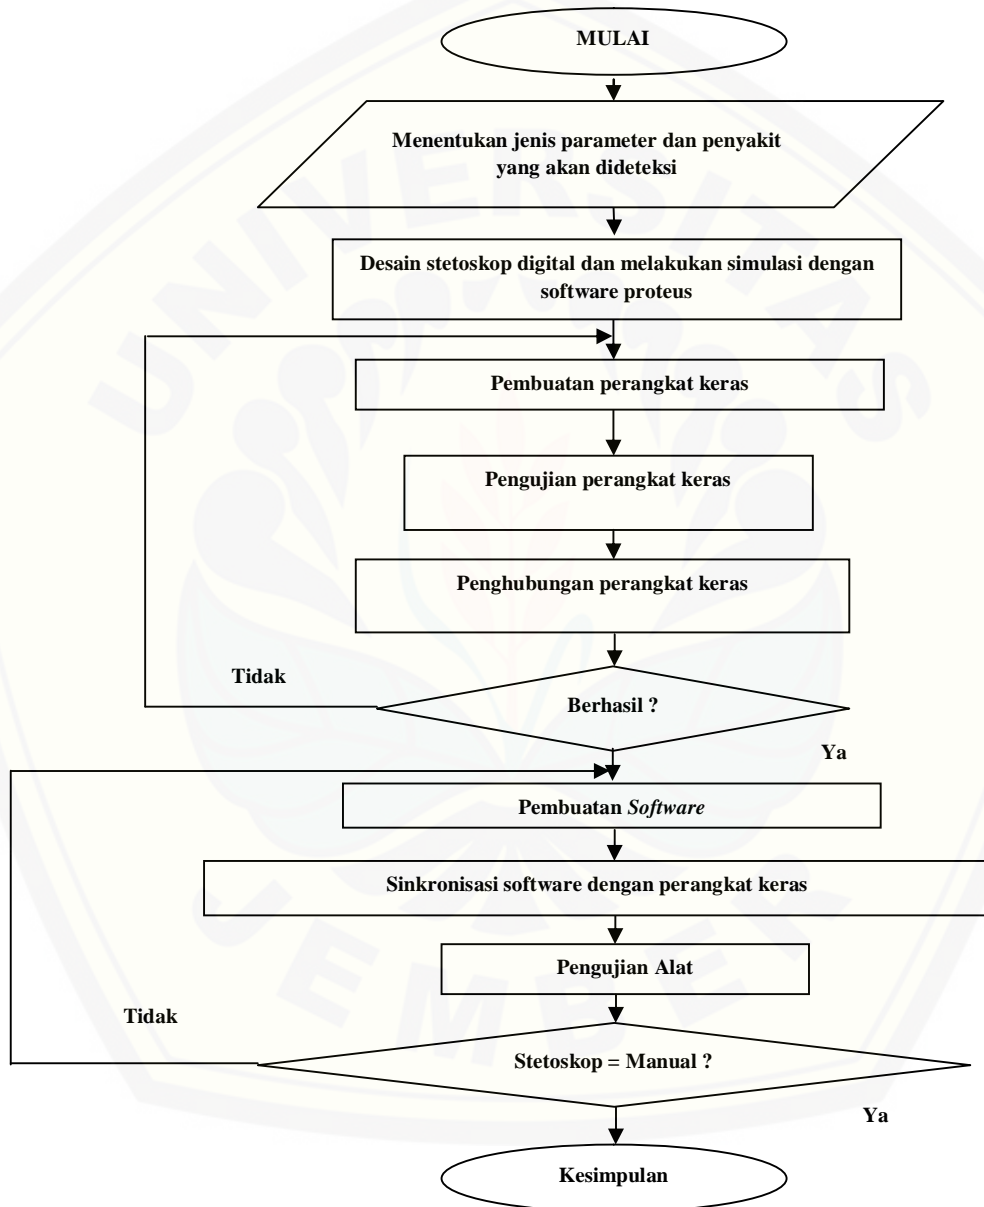 MULAI
Menentukan jenis parameter dan penyakit
yang akan dideteksi
Desain stetoskop digital dan melakukan simulasi dengan
software proteus
Pembuatan perangkat keras
Pengujian perangkat keras
Penghubungan perangkat keras
Tidak
Berhasil ?
Ya
Pembuatan Software
Sinkronisasi software dengan perangkat keras
Pengujian Alat
Tidak
Stetoskop = Manual ?
Ya
Kesimpulan
UNIVERSITAS
JEMBER